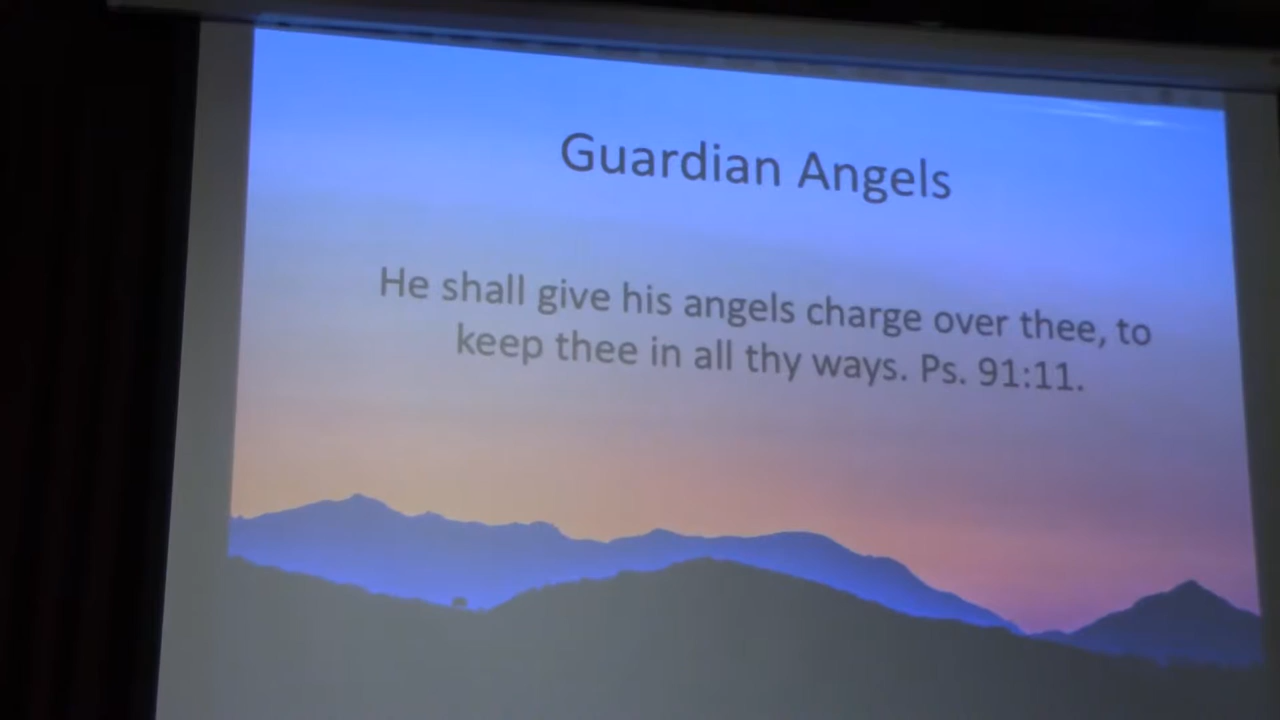 Guardian Angels
He shall give his angels charge over thee, to
keep thee in all thy ways. Ps. 91:11.